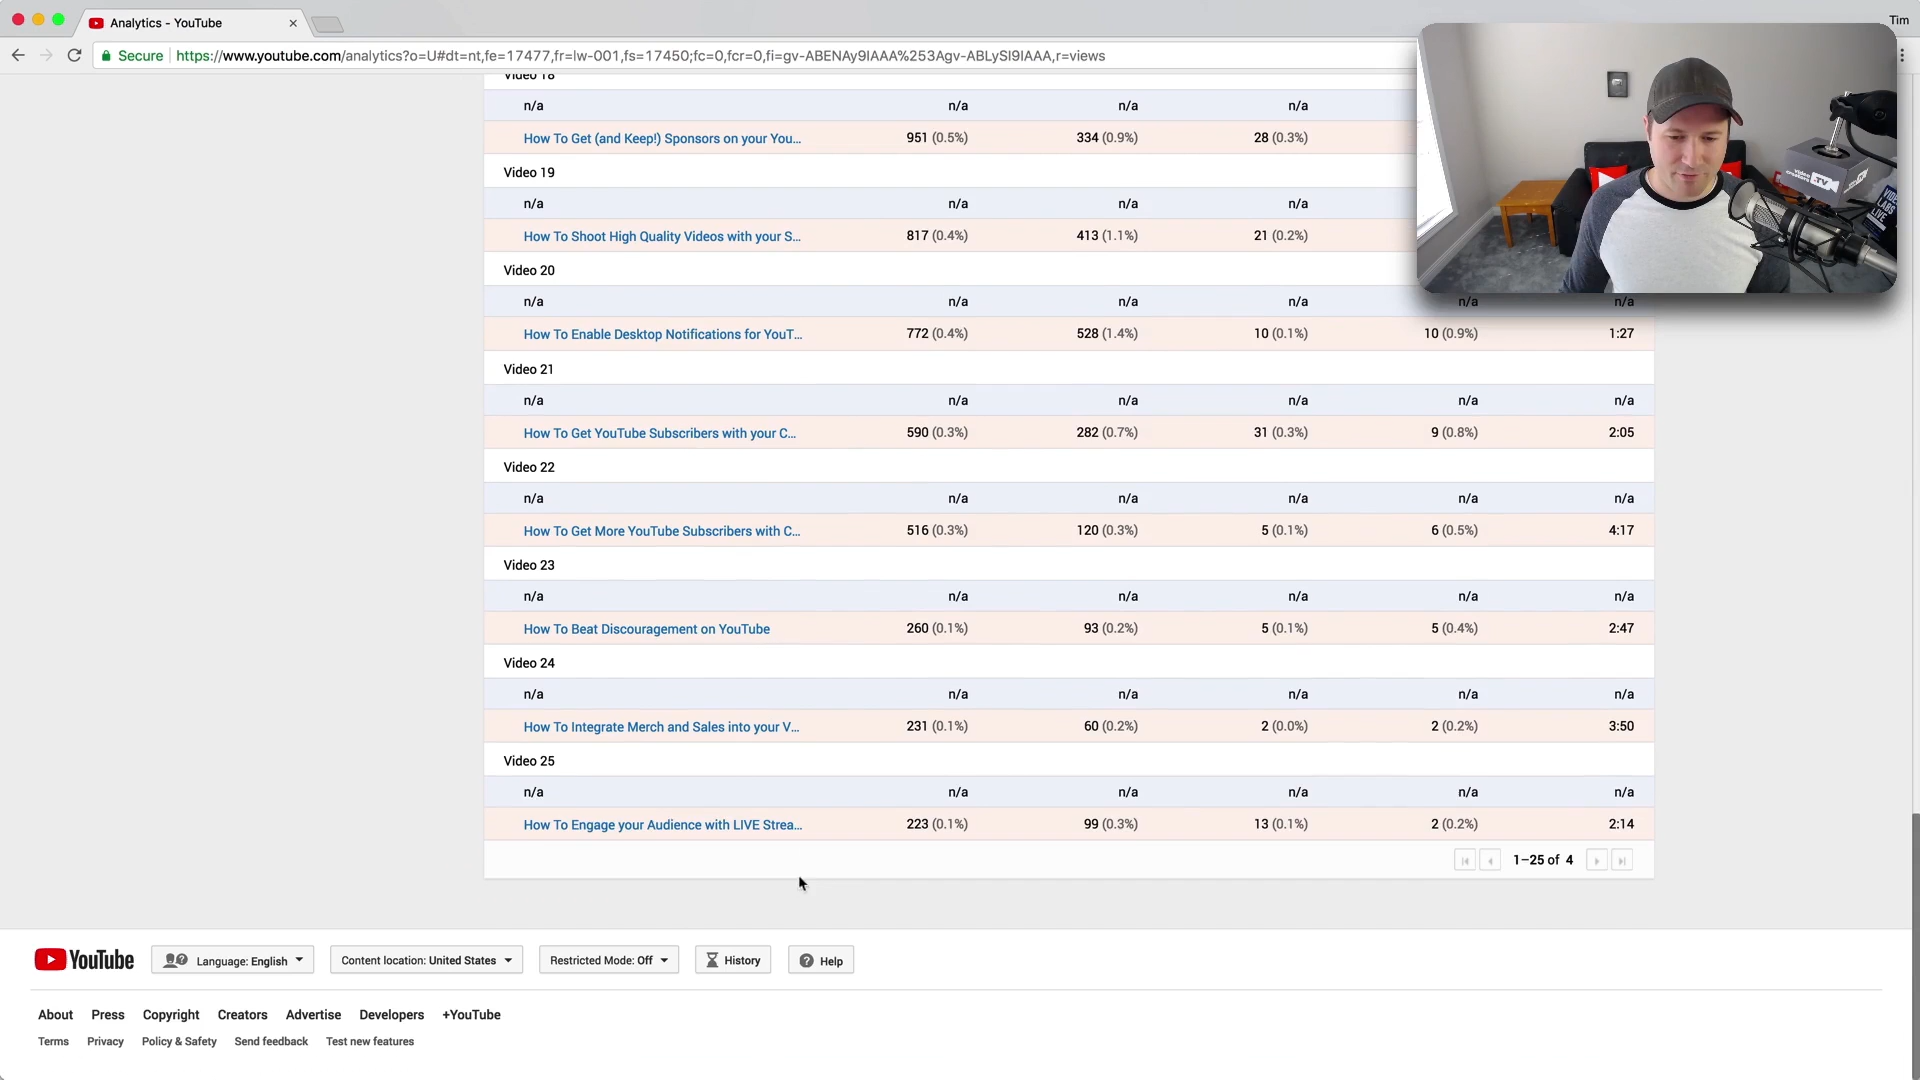 Analytics - YouTube
Tim
Secure https://www.youtube.com/analytics?o=U#dt=nt,fe=17477,fr=lw-001,fs=17450;fc=0,fcr=0,fi=gv-ABENAy9IAAA%253Agv-ABLySI9IAAA,r=views
Video 18
n/a n/a n/a n/a
How To Get (and Keep!) Sponsors on your You... 951 (0.5%) 334 (0.9%) 28 (0.3%)
Video 19
n/a n/a n/a n/a
How To Shoot High Quality Videos with your S... 817 (0.4%) 413 (1.1%) 21 (0.2%)
Video 20
n/a n/a n/a n/a n/a n/a
How To Enable Desktop Notifications for YouT... 772 (0.4%) 528 (1.4%) 10 (0.1%) 10 (0.9%) 1:27
Video 21
n/a n/a n/a n/a n/a n/a
How To Get YouTube Subscribers with your C... 590 (0.3%) 282 (0.7%) 31 (0.3%) 9 (0.8%) 2:05
Video 22
n/a n/a n/a n/a n/a n/a
How To Get More YouTube Subscribers with C... 516 (0.3%) 120 (0.3%) 5 (0.1%) 6 (0.5%) 4:17
Video 23
n/a n/a n/a n/a n/a n/a
How To Beat Discouragement on YouTube 260 (0.1%) 93 (0.2%) 5 (0.1%) 5 (0.4%) 2:47
Video 24
n/a n/a n/a n/a n/a n/a
How To Integrate Merch and Sales into your V... 231 (0.1%) 60 (0.2%) 2 (0.0%) 2 (0.2%) 3:50
Video 25
n/a n/a n/a n/a n/a n/a
How To Engage your Audience with LIVE Strea... 223 (0.1%) 99 (0.3%) 13 (0.1%) 2 (0.2%) 2:14
1–25 of 4
YouTube Language: English Content location: United States Restricted Mode: Off History Help
About Press Copyright Creators Advertise Developers +YouTube
Terms Privacy Policy & Safety Send feedback Test new features
video
creators
.TV
VIDEO
LABS
LIVE